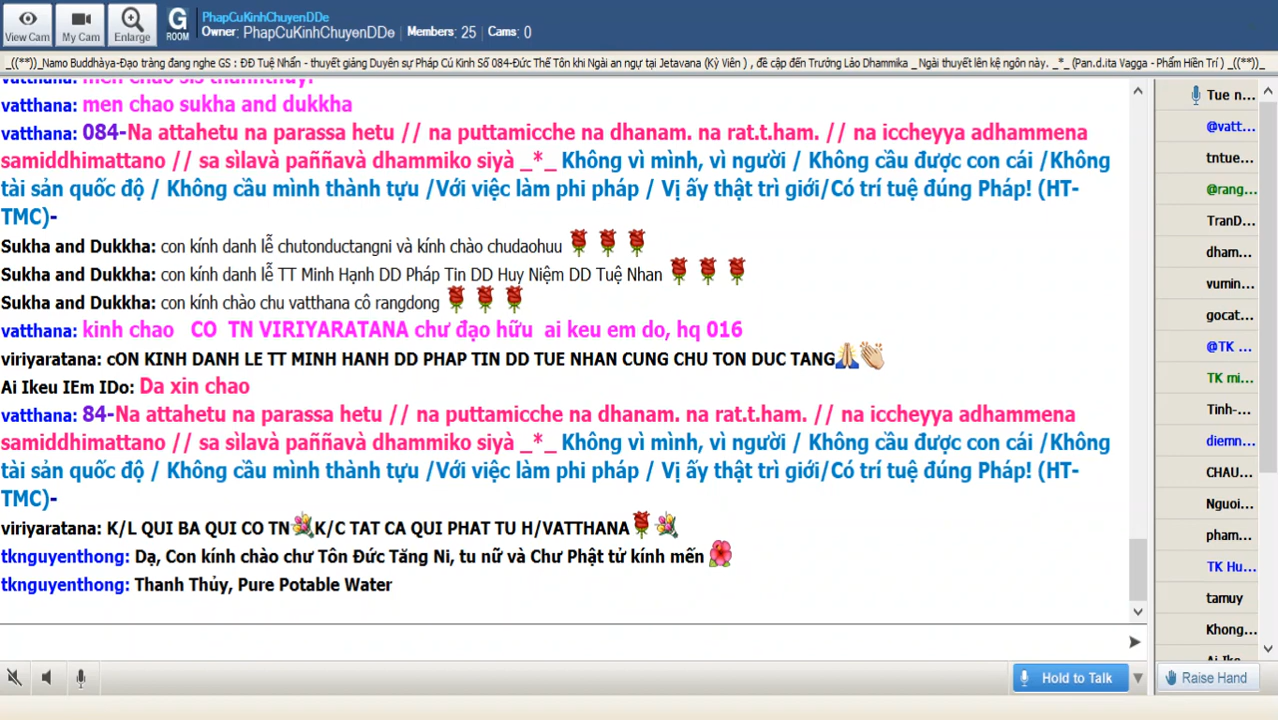 PhapCuKinhChuyenDDe
Owner: PhapCuKinhChuyenDDe Members: 25 Cams: 0
View Cam
My Cam
Enlarge
G
ROOM
_((**))_Namo Buddhàya-Đạo tràng đang nghe GS : ĐĐ Tuệ Nhẫn - thuyết giảng Duyên sự Pháp Cú Kinh Số 084-Đức Thế Tôn khi Ngài an ngự tại Jetavana (Kỳ Viên ) , đề cập đến Trưởng Lảo Dhammika _ Ngài thuyết lên kệ ngôn này. _*_ (Pan.d.ita Vagga - Phẩm Hiền Trí ) _((**))_
vatthana: men chao sis thanhthuy!
vatthana: men chao sukha and dukkha
vatthana: 084-Na attahetu na parassa hetu // na puttamicche na dhanam. na rat.t.ham. // na iccheyya adhammena
samiddhimattano // sa sìlavà paññavà dhammiko siyà _*_ Không vì mình, vì người / Không cầu được con cái /Không
tài sản quốc độ / Không cầu mình thành tựu /Với việc làm phi pháp / Vị ấy thật trì giới/Có trí tuệ đúng Pháp! (HT-
TMC)-
Sukha and Dukkha: con kính danh lễ chutonductangni và kính chào chudaohuu
Sukha and Dukkha: con kính danh lễ TT Minh Hạnh DD Pháp Tin DD Huy Niệm DD Tuệ Nhan
Sukha and Dukkha: con kính chào chu vatthana cô rangdong
vatthana: kinh chao CO TN VIRIYARATANA chư đạo hữu ai keu em do, hq 016
viriyaratana: cON KINH DANH LE TT MINH HANH DD PHAP TIN DD TUE NHAN CUNG CHU TON DUC TANG
Ai Ikeu IEm IDo: Da xin chao
vatthana: 84-Na attahetu na parassa hetu // na puttamicche na dhanam. na rat.t.ham. // na iccheyya adhammena
samiddhimattano // sa sìlavà paññavà dhammiko siyà _*_ Không vì mình, vì người / Không cầu được con cái /Không
tài sản quốc độ / Không cầu mình thành tựu /Với việc làm phi pháp / Vị ấy thật trì giới/Có trí tuệ đúng Pháp! (HT-
TMC)-
viriyaratana: K/L QUI BA QUI CO TN K/C TAT CA QUI PHAT TU H/VATTHANA
tknguyenthong: Dạ, Con kính chào chư Tôn Đức Tăng Ni, tu nữ và Chư Phật tử kính mến
tknguyenthong: Thanh Thủy, Pure Potable Water
Tue n...
@vatt...
tntue...
@rang...
TranD...
dham...
vumin...
gocat...
@TK ...
TK mi...
Tinh-...
diemn...
CHAU...
Nguoi...
pham...
TK Hu...
tamuy
Khong...
Hold to Talk
Raise Hand